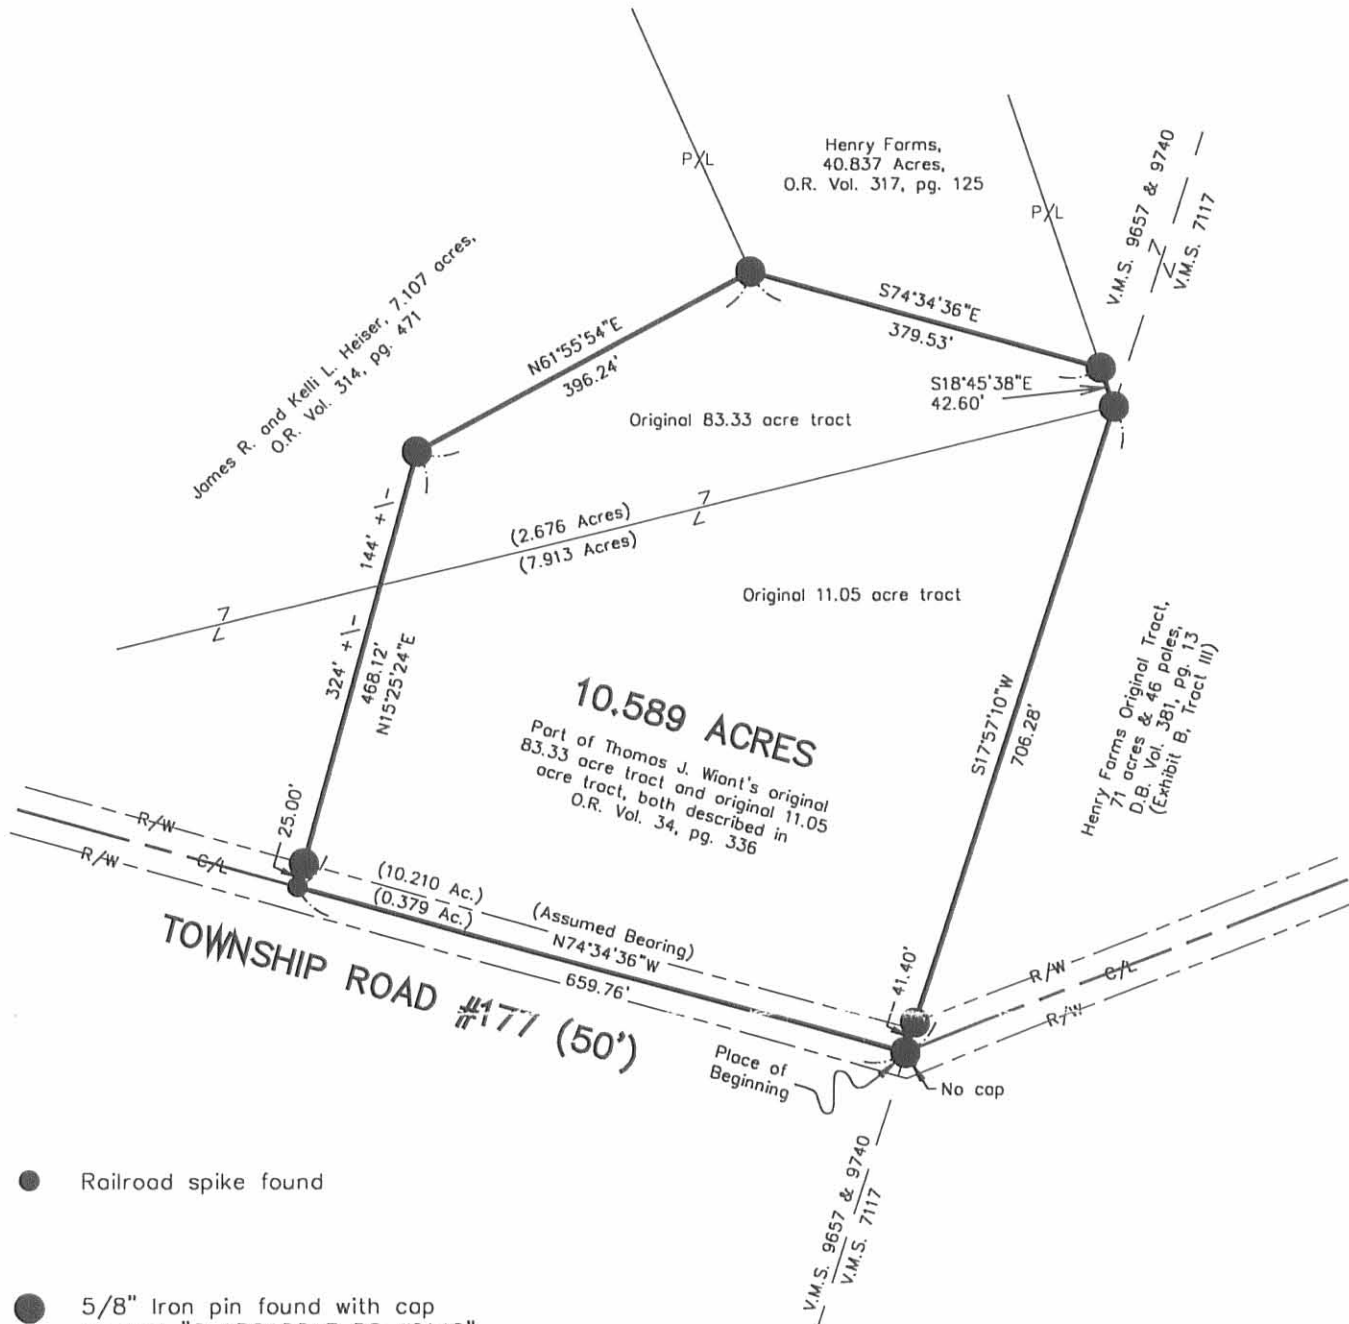 Henry Farms,
40.837 Acres,
O.R. Vol. 317, pg. 125
P/L
P/L
V.M.S. 9657 & 9740
V.M.S. 7117
James R. and Kelli L. Heiser, 7.107 acres,
O.R. Vol. 314, pg. 471
N61°55'54"E
396.24'
S74°34'36"E
379.53'
S18°45'38"E
42.60'
Original 83.33 acre tract
144' +/-
(2.676 Acres)
(7.913 Acres)
Original 11.05 acre tract
324' +/-
468.12'
N15°25'24"E
10.589 ACRES
Part of Thomas J. Wiant's original
83.33 acre tract and original 11.05
acre tract, both described in
O.R. Vol. 34, pg. 336
S17°57'10"W
706.28'
Henry Farms Original Tract,
71 acres & 46 poles,
D.B. Vol. 381, pg. 13
(Exhibit B, Tract III)
25.00'
R/W
C/L
R/W
(10.210 Ac.)
(0.379 Ac.)
(Assumed Bearing)
N74°34'36"W
659.76'
41.40'
R/W
C/L
R/W
TOWNSHIP ROAD #177 (50')
Place of
Beginning
No cap
V.M.S. 9657 & 9740
V.M.S. 7117
Railroad spike found
5/8" Iron pin found with cap